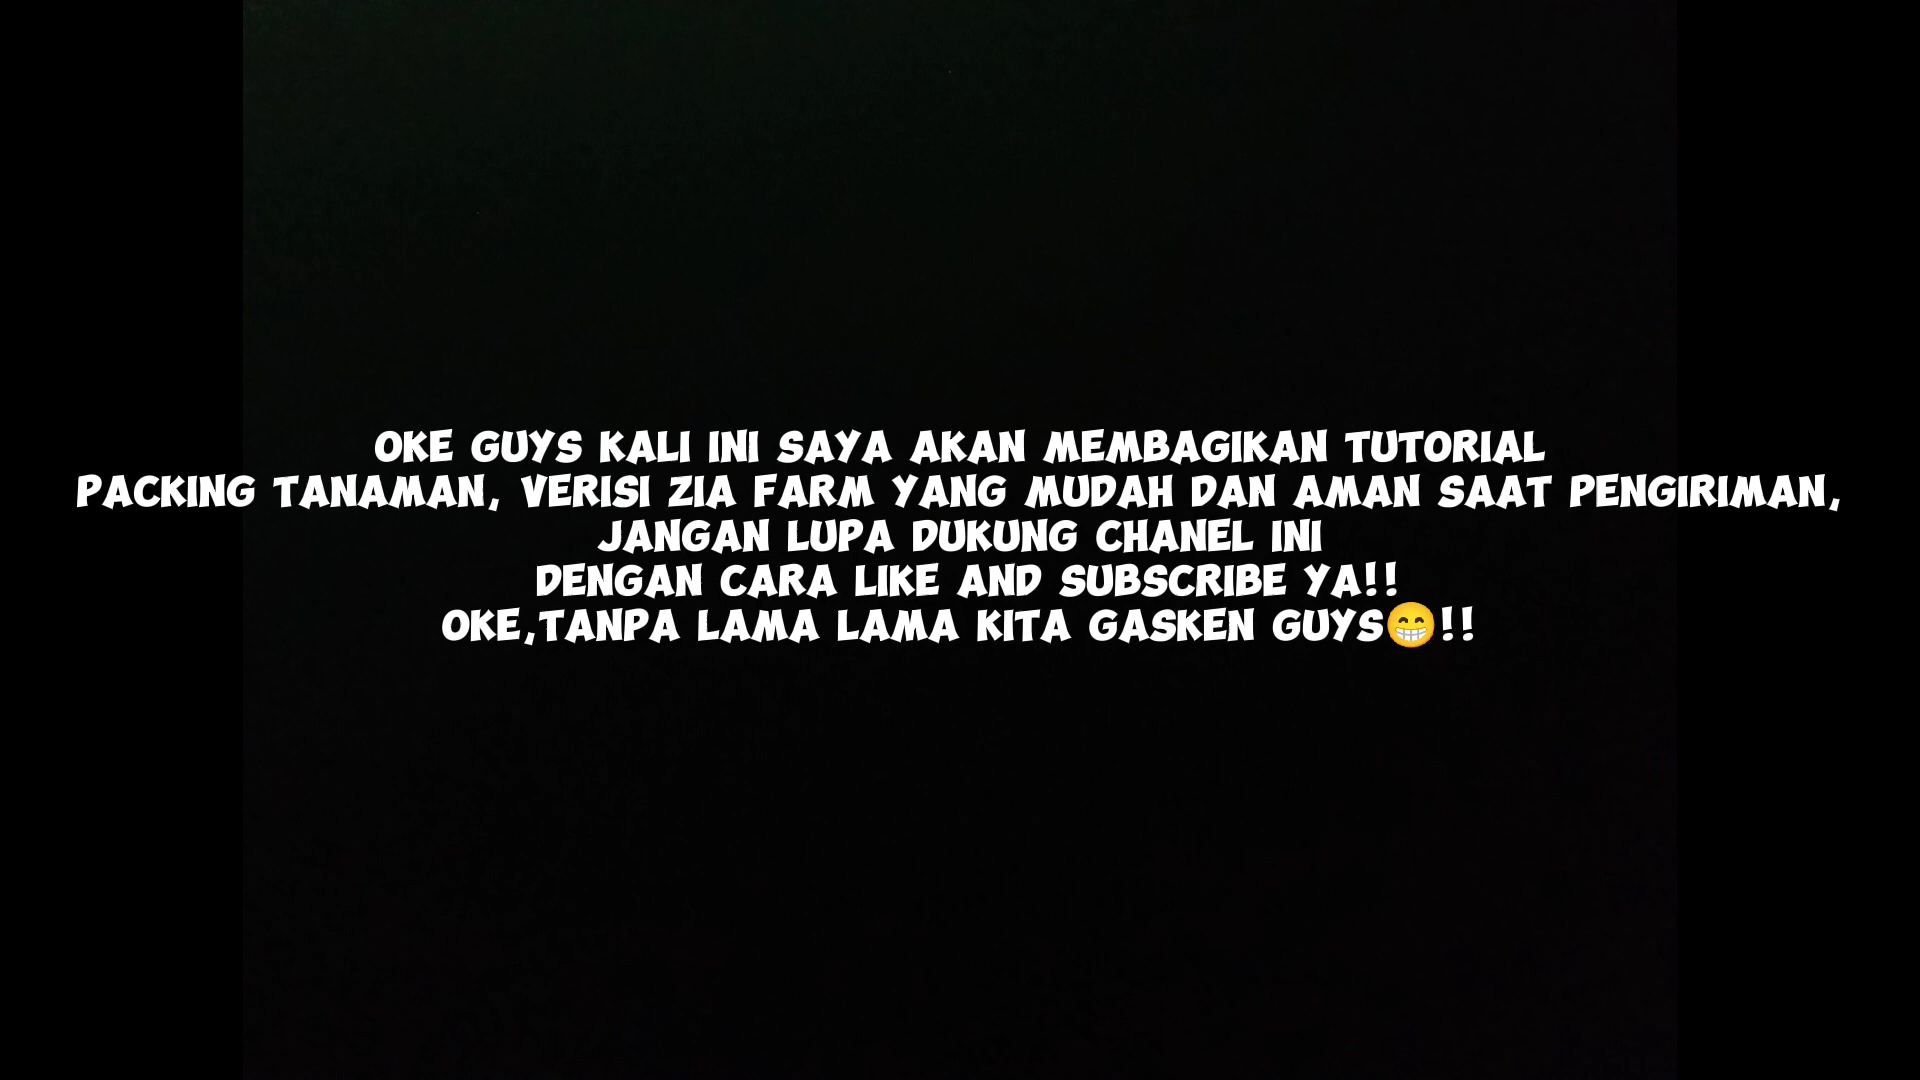 OKE GUYS KALI INI SAYA AKAN MEMBAGIKAN TUTORIAL
PACKING TANAMAN, VERISI ZIA FARM YANG MUDAH DAN AMAN SAAT PENGIRIMAN,
JANGAN LUPA DUKUNG CHANEL INI
DENGAN CARA LIKE AND SUBSCRIBE YA!!
OKE,TANPA LAMA LAMA KITA GASKEN GUYS😁!!